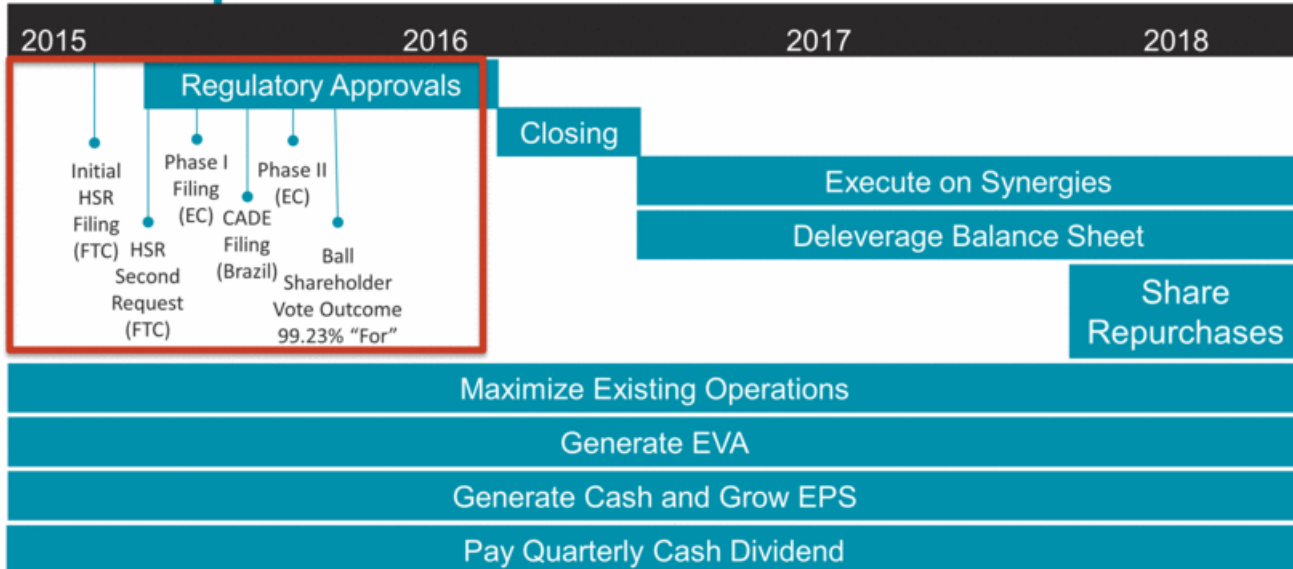 2015 2016 2017 2018
Regulatory Approvals
Closing
Initial
HSR
Filing
(FTC)
HSR
Second
Request
(FTC)
Phase I
Filing
(EC)
CADE
Filing
(Brazil)
Phase II
(EC)
Ball
Shareholder
Vote Outcome
99.23% “For”
Execute on Synergies
Deleverage Balance Sheet
Share
Repurchases
Maximize Existing Operations
Generate EVA
Generate Cash and Grow EPS
Pay Quarterly Cash Dividend